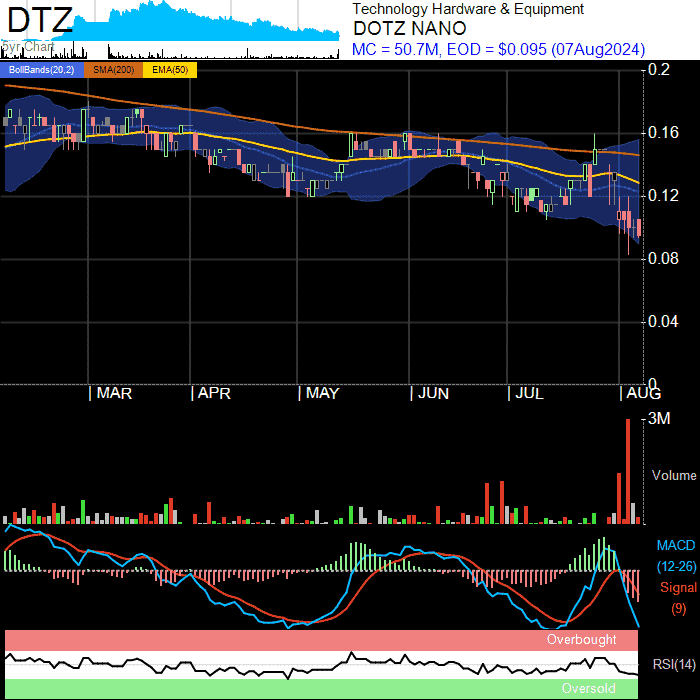 DTZ
Technology Hardware & Equipment
DOTZ NANO
MC = 50.7M, EOD = $0.095 (07Aug2024)
5yr Chart
BollBands(20,2) SMA(200) EMA(50)
0.2
0.16
0.12
0.08
0.04
0
MAR APR MAY JUN JUL AUG
3M
Volume
MACD
(12-26)
Signal
(9)
Overbought
RSI(14)
Oversold